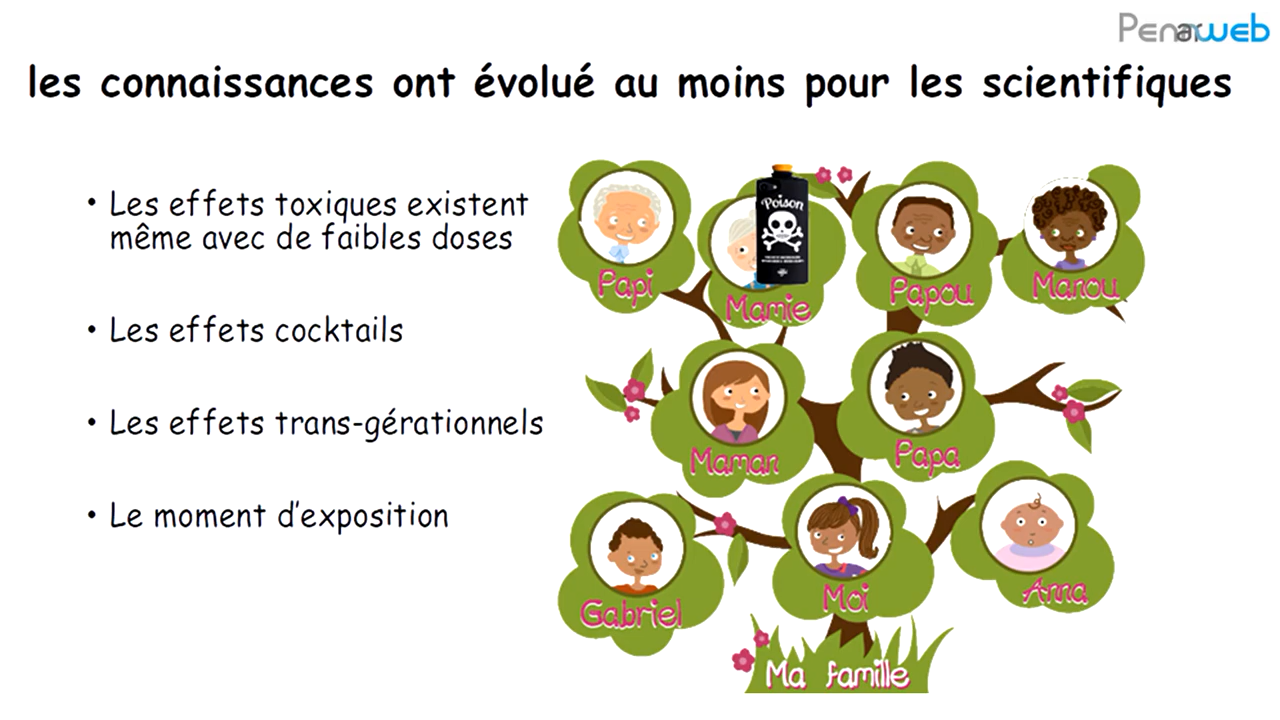 Penarweb
les connaissances ont évolué au moins pour les scientifiques
• Les effets toxiques existent
même avec de faibles doses
• Les effets cocktails
• Les effets trans-gérationnels
• Le moment d'exposition
Poison
Papi
Mamie
Papou
Manou
Maman
Papa
Gabriel
Moi
Anna
Ma famille